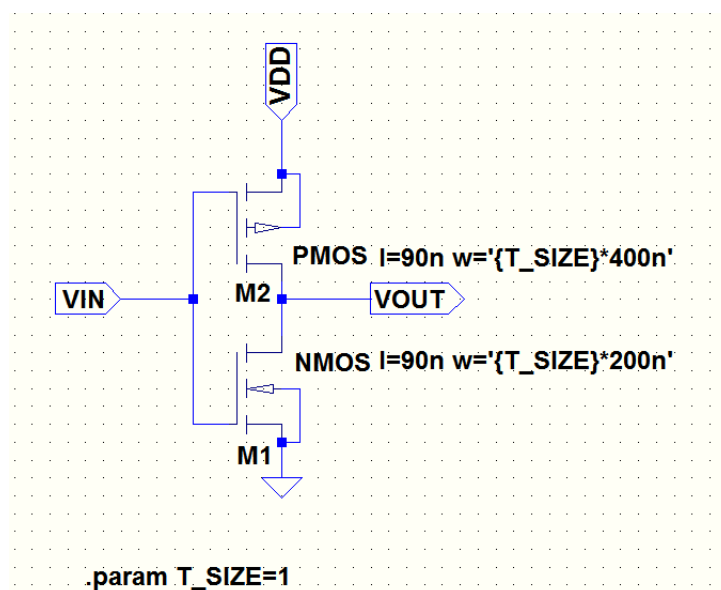 VDD
PMOS l=90n w='{T_SIZE}*400n'
M2
VIN
VOUT
NMOS l=90n w='{T_SIZE}*200n'
M1
.param T_SIZE=1